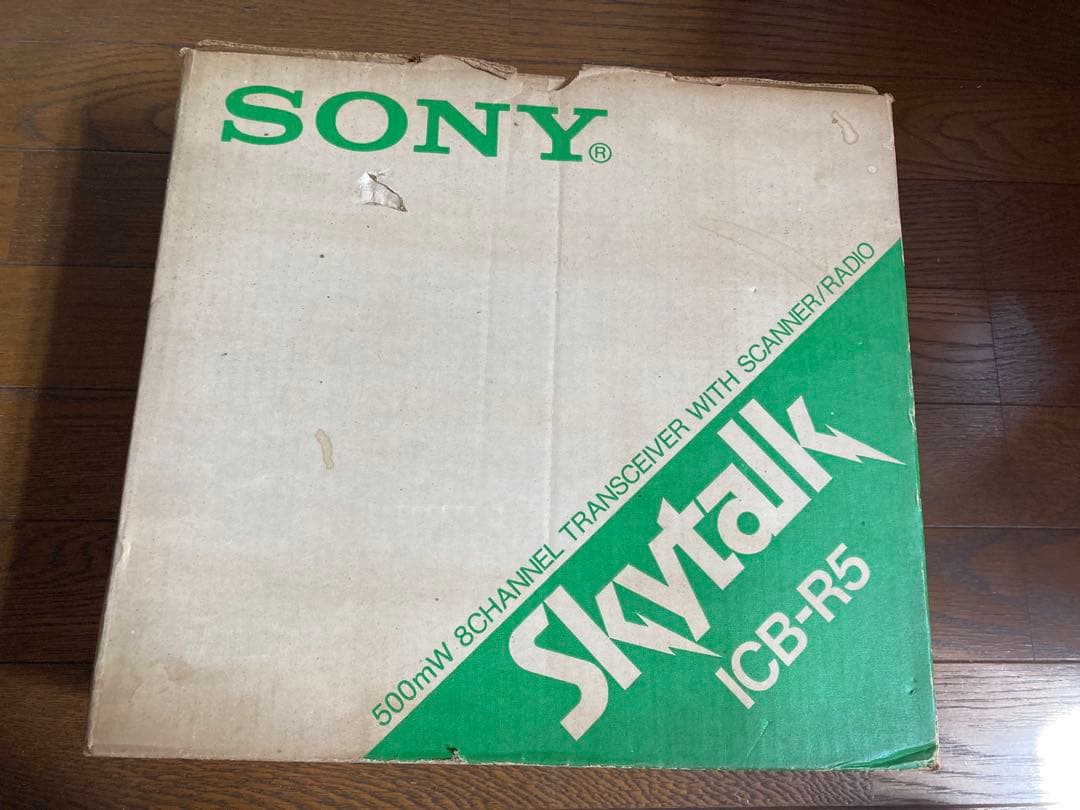 SONY®
500mW 8CHANNEL TRANSCEIVER WITH SCANNER/RADIO
Skytalk
ICB-R5